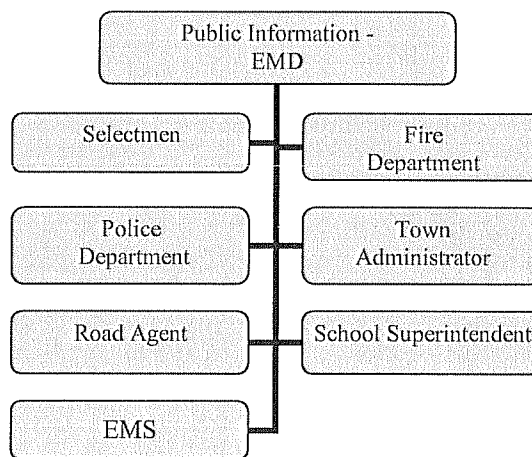 Public Information -
EMD
Selectmen
Fire
Department
Police
Department
Town
Administrator
Road Agent
School Superintendent
EMS